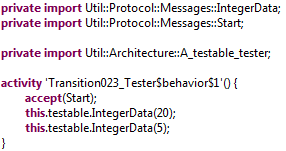 private import Util::Protocol::Messages::IntegerData;
private import Util::Protocol::Messages::Start;
private import Util::Architecture::A_testable_tester;
activity 'Transition023_Tester$behavior$1'() {
accept(Start);
this.testable.IntegerData(20);
this.testable.IntegerData(5);
}